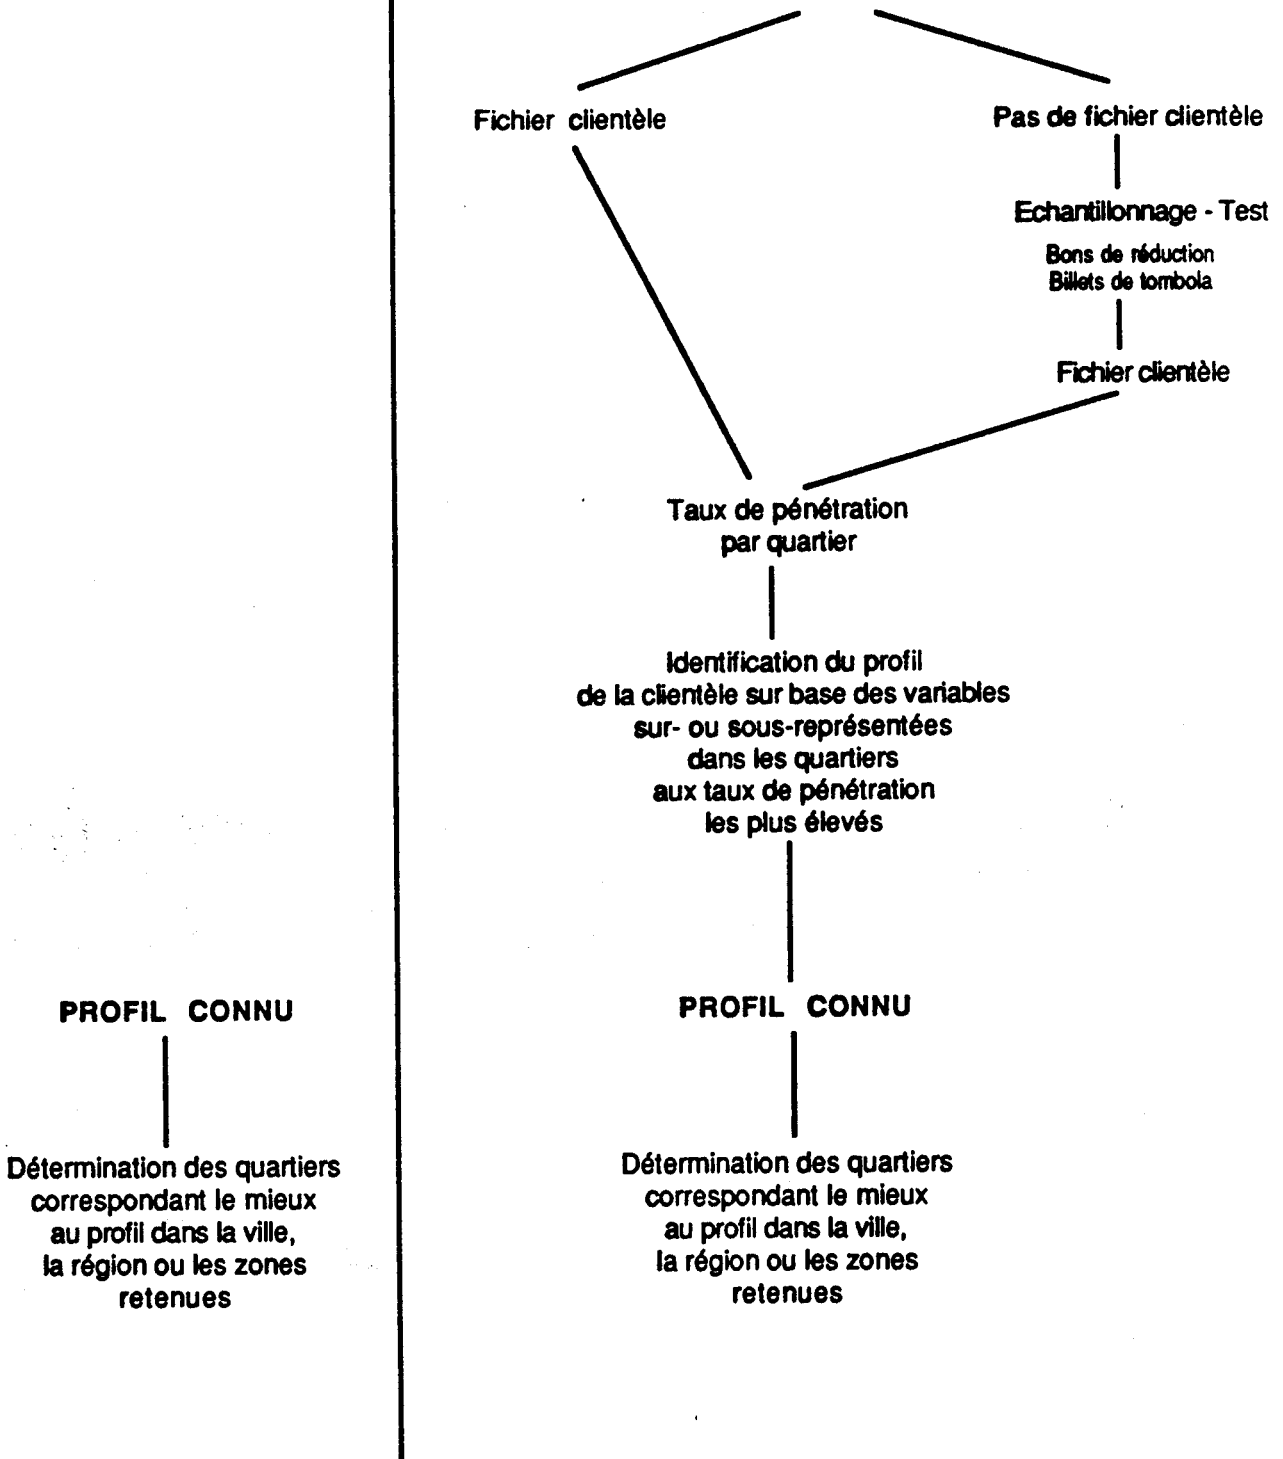 Fichier clientèle
Pas de fichier clientèle
Echantillonnage - Test
Bons de réduction
Billets de tombola
Fichier clientèle
Taux de pénétration
par quartier
Identification du profil
de la clientèle sur base des variables
sur- ou sous-représentées
dans les quartiers
aux taux de pénétration
les plus élevés
PROFIL CONNU
Détermination des quartiers
correspondant le mieux
au profil dans la ville,
la région ou les zones
retenues
PROFIL CONNU
Détermination des quartiers
correspondant le mieux
au profil dans la ville,
la région ou les zones
retenues